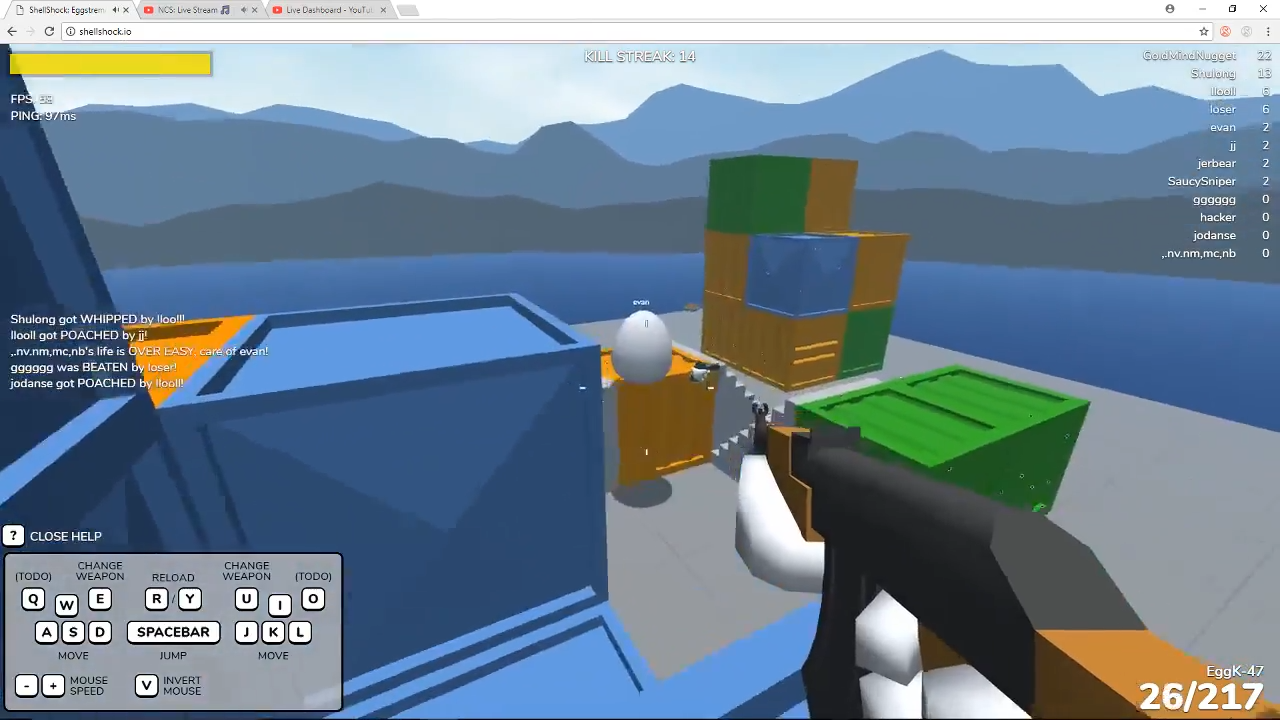 ShellShock: Eggstrem
NCS: Live Stream
Live Dashboard - YouTu
shellshock.io
KILL STREAK: 14
FPS: 53
PING: 97ms
GoldMindNugget 22
Shulong 13
llooll 6
loser 6
evan 2
jj 2
jerbear 2
SaucySniper 2
gggggg 0
hacker 0
jodanse 0
,.nv.nm,mc,nb 0
evan
Shulong got WHIPPED by llooll!
llooll got POACHED by jj!
,.nv.nm,mc,nb's life is OVER EASY, care of evan!
gggggg was BEATEN by loser!
jodanse got POACHED by llooll!
? CLOSE HELP
(TODO) CHANGE WEAPON RELOAD CHANGE WEAPON (TODO)
Q W E R / Y U I O
A S D SPACEBAR J K L
MOVE JUMP MOVE
- + MOUSE SPEED V INVERT MOUSE
EggK-47
26/217